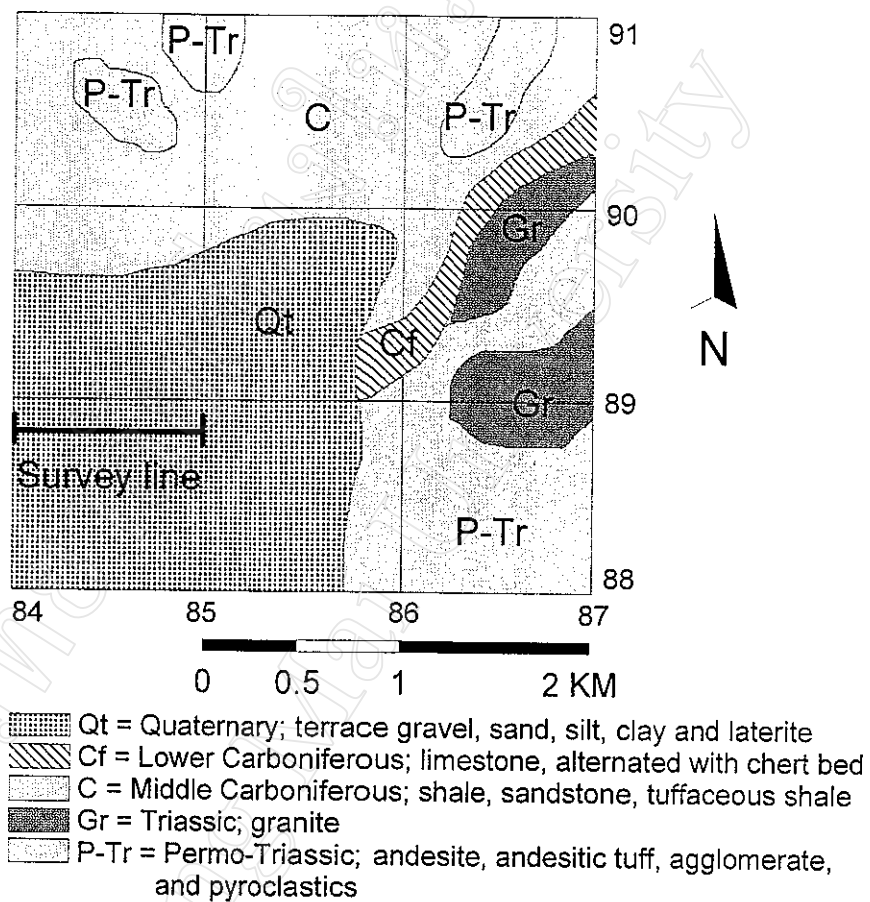 P-Tr
91
P-Tr
C
P-Tr
90
Gr
Qt
Cf
N
89
Gr
Survey line
P-Tr
88
84 85 86 87
0 0.5 1 2 KM
Qt = Quaternary; terrace gravel, sand, silt, clay and laterite
Cf = Lower Carboniferous; limestone, alternated with chert bed
C = Middle Carboniferous; shale, sandstone, tuffaceous shale
Gr = Triassic; granite
P-Tr = Permo-Triassic; andesite, andesitic tuff, agglomerate,
and pyroclastics